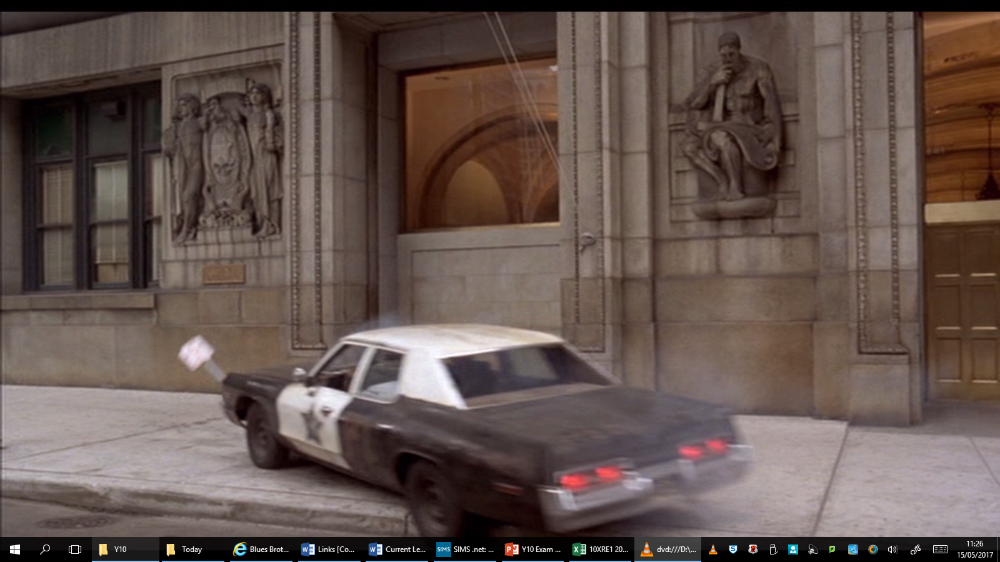 Y10
Today
Blues Brot...
Links [Co...
Current Le...
SIMS .net: ...
Y10 Exam ...
10XRE1 20...
dvd:///D:\...
11:26
15/05/2017